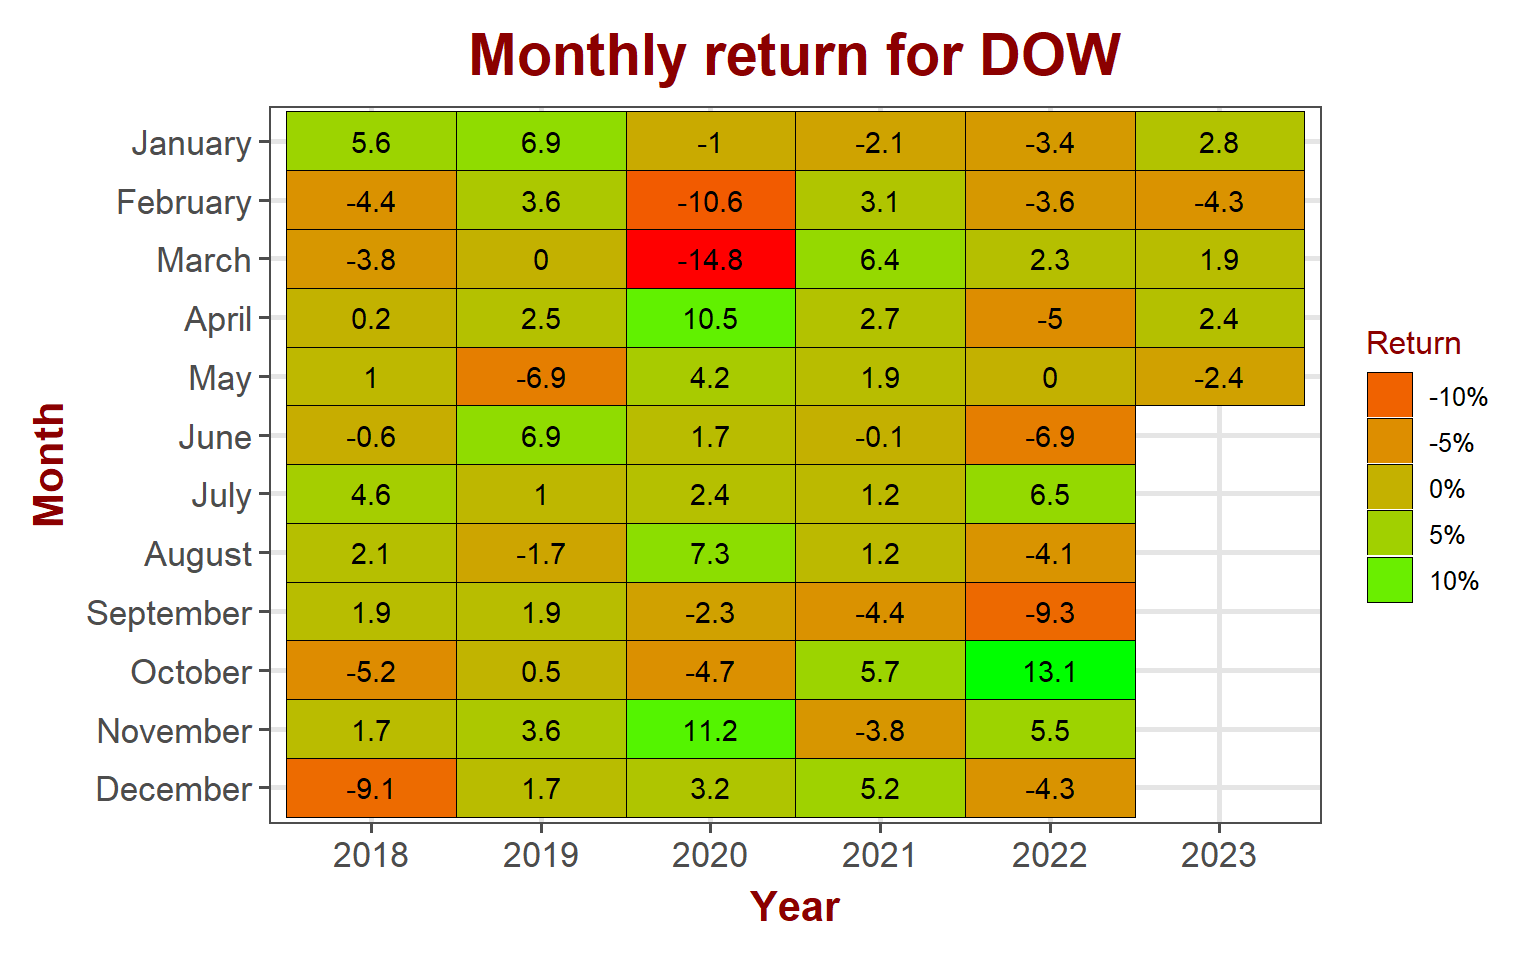 Monthly return for DOW
January 5.6 6.9 -1 -2.1 -3.4 2.8
February -4.4 3.6 -10.6 3.1 -3.6 -4.3
March -3.8 0 -14.8 6.4 2.3 1.9
April 0.2 2.5 10.5 2.7 -5 2.4
May 1 -6.9 4.2 1.9 0 -2.4
June -0.6 6.9 1.7 -0.1 -6.9
July 4.6 1 2.4 1.2 6.5
August 2.1 -1.7 7.3 1.2 -4.1
September 1.9 1.9 -2.3 -4.4 -9.3
October -5.2 0.5 -4.7 5.7 13.1
November 1.7 3.6 11.2 -3.8 5.5
December -9.1 1.7 3.2 5.2 -4.3
2018 2019 2020 2021 2022 2023
Year
Month
Return
-10%
-5%
0%
5%
10%